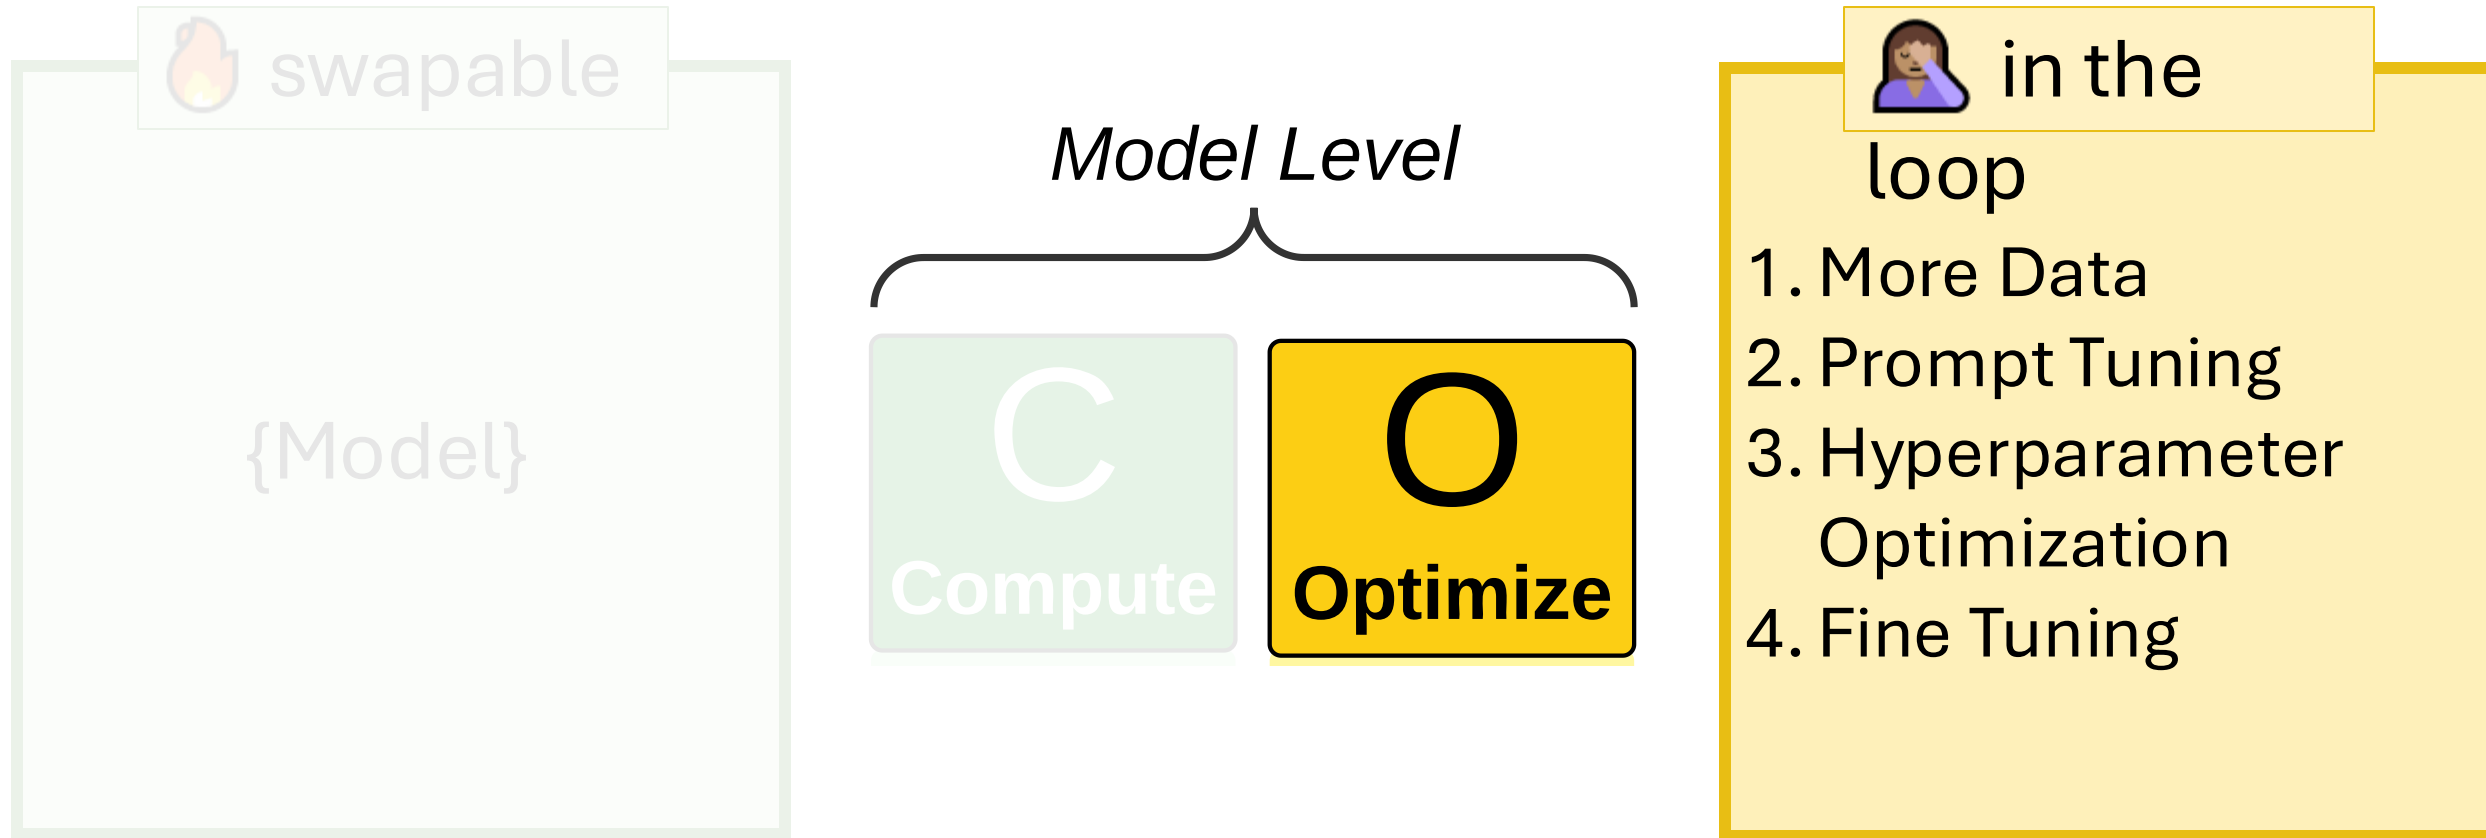 swapable
{Model}
Model Level
C
Compute
O
Optimize
in the
loop
1. More Data
2. Prompt Tuning
3. Hyperparameter
Optimization
4. Fine Tuning